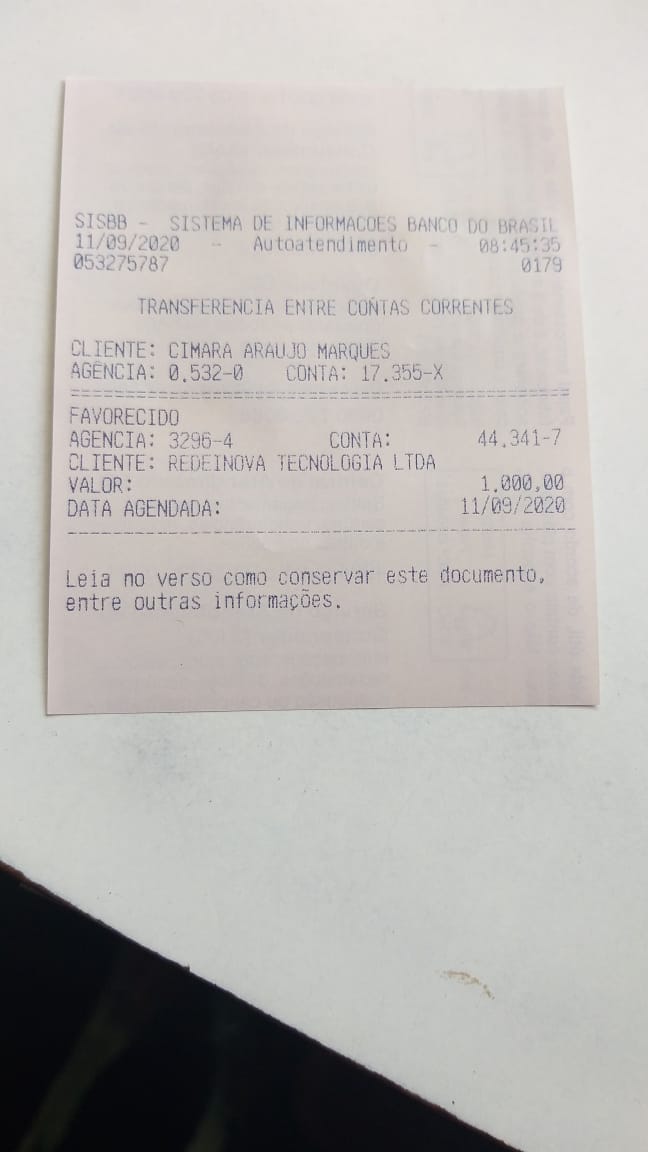 SISBB - SISTEMA DE INFORMACOES BANCO DO BRASIL
11/09/2020 - Autoatendimento - 08:45:35
053275787 0179
TRANSFERENCIA ENTRE CONTAS CORRENTES
CLIENTE: CIMARA ARAUJO MARQUES
AGENCIA: 0.532-0 CONTA: 17.355-X
================================================
FAVORECIDO
AGENCIA: 3296-4 CONTA: 44.341-7
CLIENTE: REDEINOVA TECNOLOGIA LTDA
VALOR: 1.000,00
DATA AGENDADA: 11/09/2020
------------------------------------------------
Leia no verso como conservar este documento,
entre outras informações.